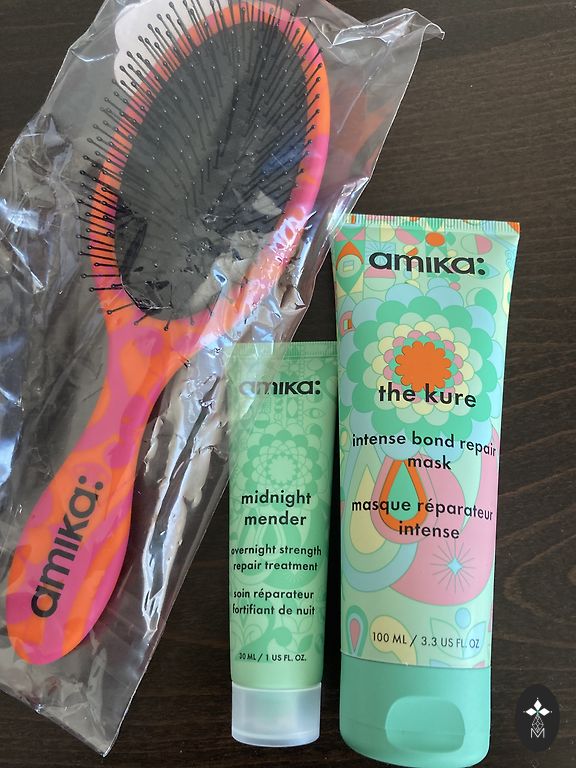 amika:
amika:
midnight
mender
overnight strength
repair treatment
soin réparateur
fortifiant de nuit
30 ML / 1 US FL. OZ.
amika:
the kure
intense bond repair
mask
masque réparateur
intense
100 ML / 3.3 US FL. OZ
M